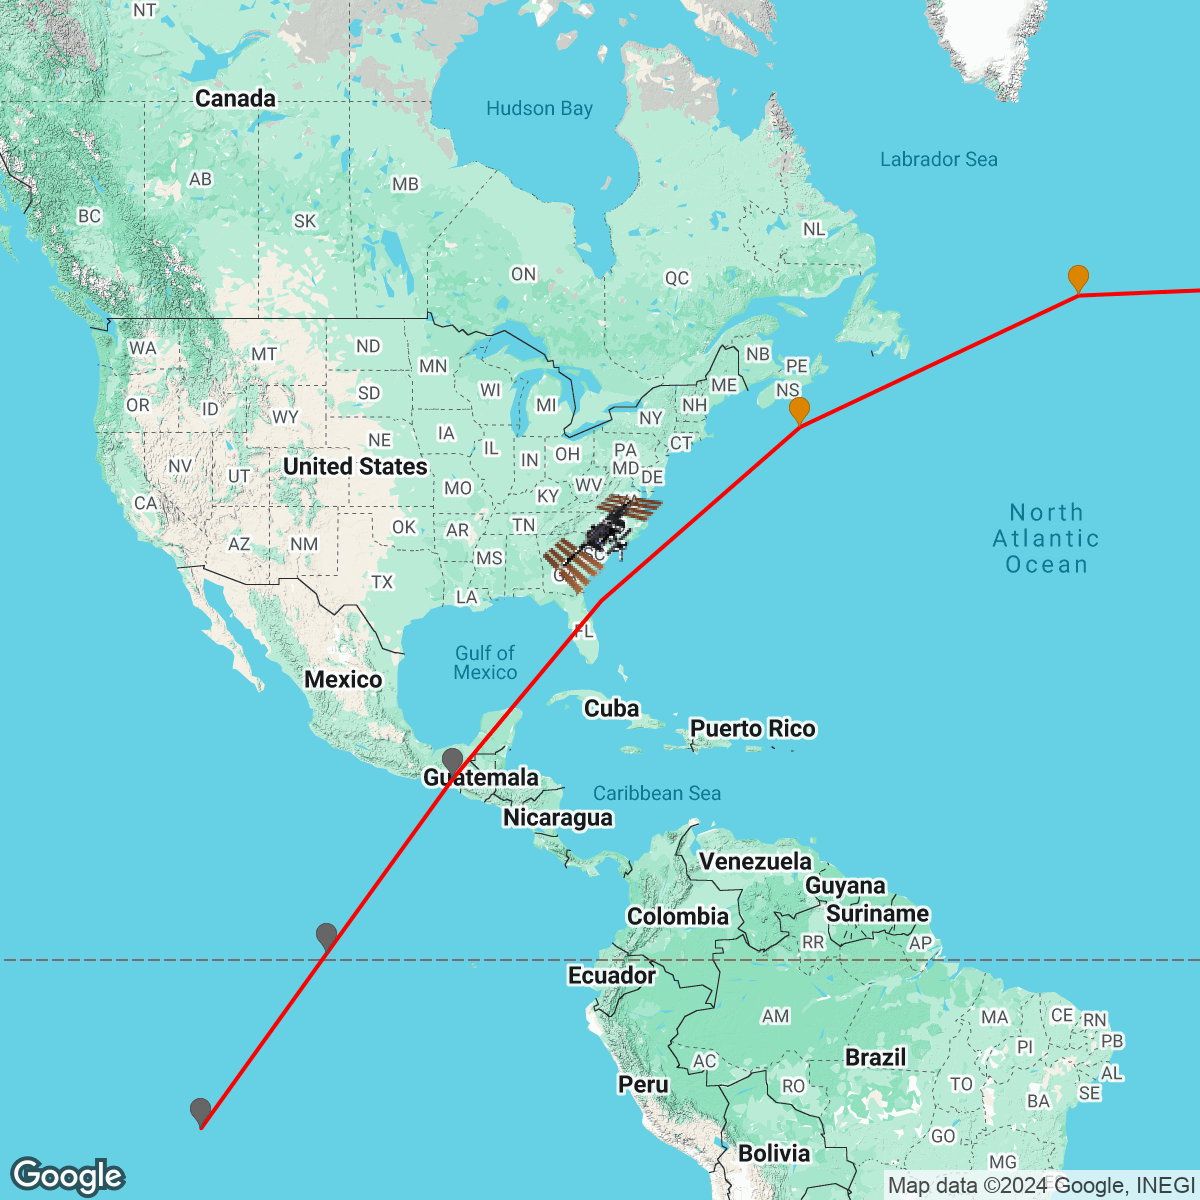 NT
Canada
Hudson Bay
Labrador Sea
AB
MB
BC
SK
NL
ON
QC
WA
MT
ND
MN
NB
PE
OR
ID
WY
SD
WI
MI
ME
NS
NY
NH
NE
IA
IL
IN
OH
PA
CT
NV
UT
United States
MD
DE
CA
MO
KY
WV
North
Atlantic
Ocean
AZ
NM
OK
AR
TN
MS
TX
LA
FL
Gulf of
Mexico
Mexico
Cuba
Puerto Rico
Guatemala
Caribbean Sea
Nicaragua
Venezuela
Guyana
Suriname
Colombia
RR
AP
Ecuador
AM
MA
CE
RN
PI
PB
AC
Brazil
AL
Peru
RO
TO
BA
SE
GO
Bolivia
MG
Google
Map data ©2024 Google, INEGI